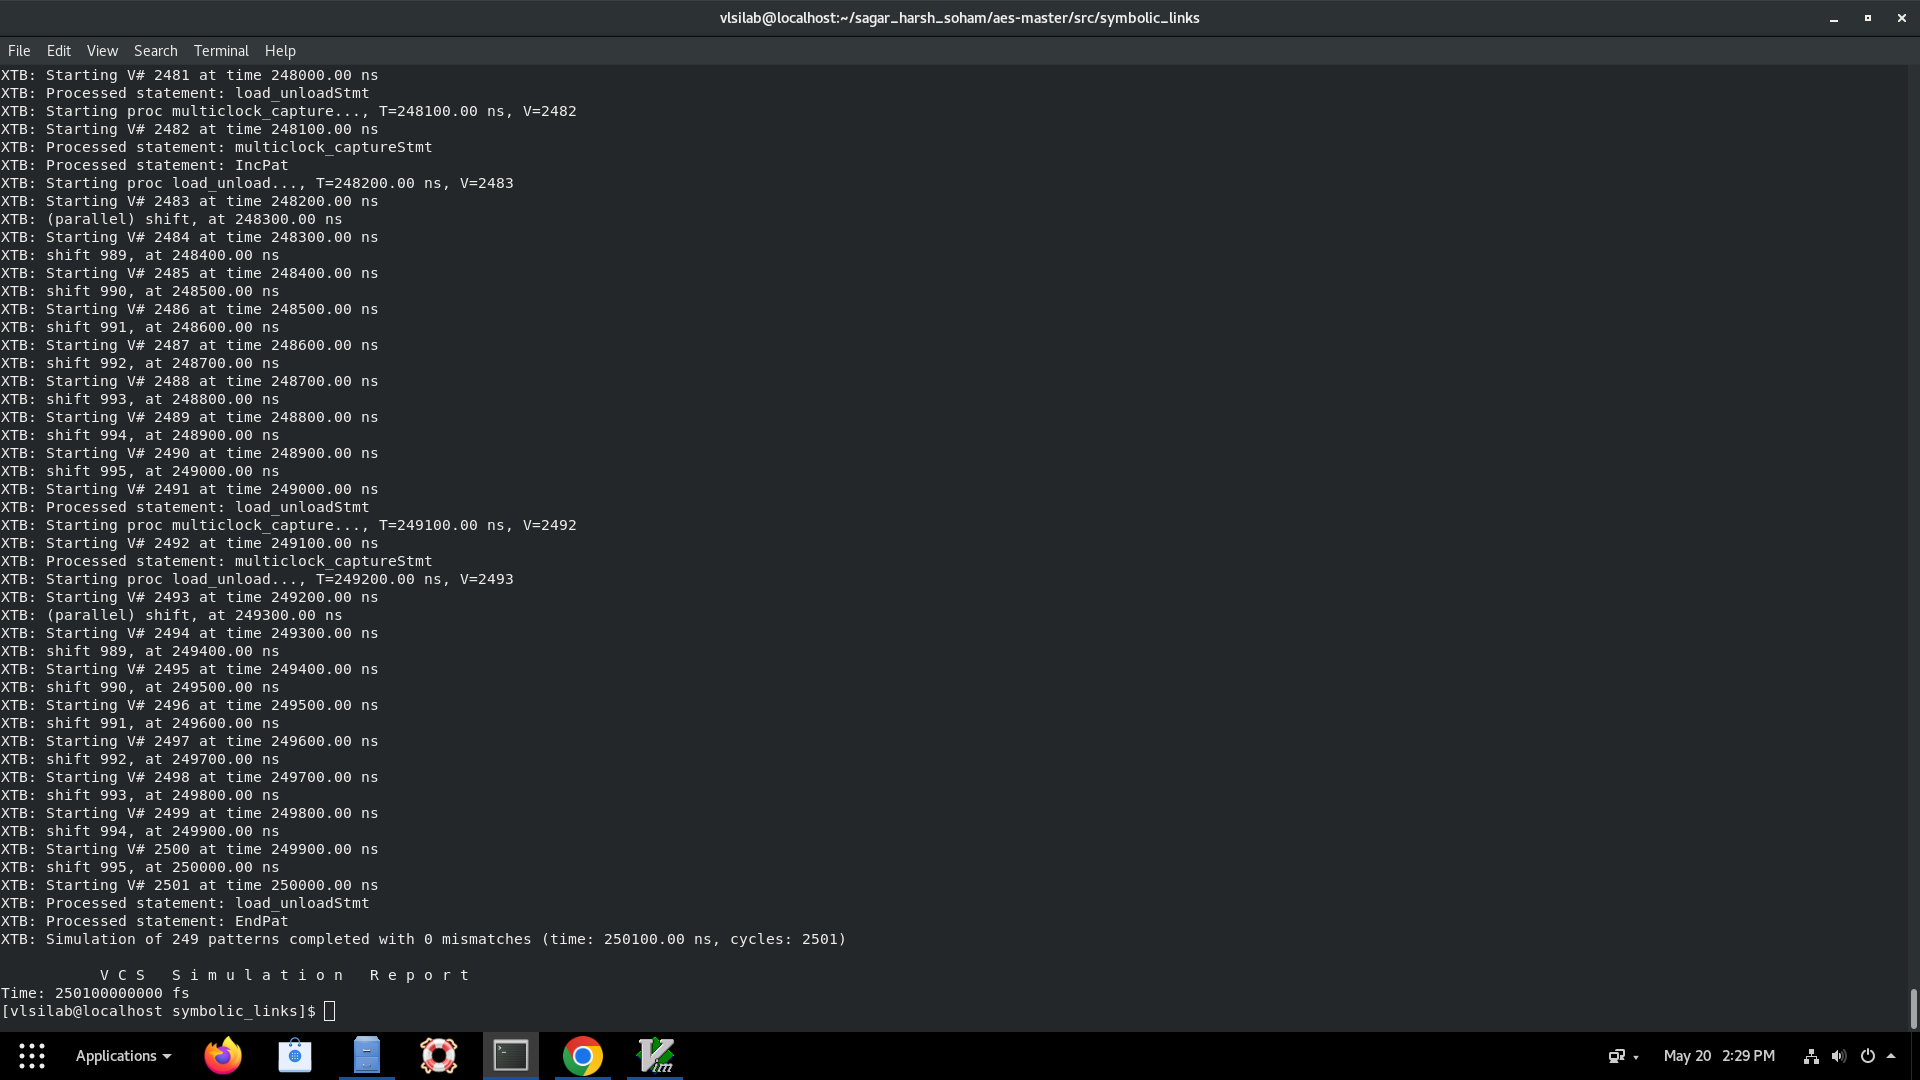 vlsilab@localhost:~/sagar_harsh_soham/aes-master/src/symbolic_links
File Edit View Search Terminal Help
XTB: Starting V# 2481 at time 248000.00 ns
XTB: Processed statement: load_unloadStmt
XTB: Starting proc multiclock_capture..., T=248100.00 ns, V=2482
XTB: Starting V# 2482 at time 248100.00 ns
XTB: Processed statement: multiclock_captureStmt
XTB: Processed statement: IncPat
XTB: Starting proc load_unload..., T=248200.00 ns, V=2483
XTB: Starting V# 2483 at time 248200.00 ns
XTB: (parallel) shift, at 248300.00 ns
XTB: Starting V# 2484 at time 248300.00 ns
XTB: shift 989, at 248400.00 ns
XTB: Starting V# 2485 at time 248400.00 ns
XTB: shift 990, at 248500.00 ns
XTB: Starting V# 2486 at time 248500.00 ns
XTB: shift 991, at 248600.00 ns
XTB: Starting V# 2487 at time 248600.00 ns
XTB: shift 992, at 248700.00 ns
XTB: Starting V# 2488 at time 248700.00 ns
XTB: shift 993, at 248800.00 ns
XTB: Starting V# 2489 at time 248800.00 ns
XTB: shift 994, at 248900.00 ns
XTB: Starting V# 2490 at time 248900.00 ns
XTB: shift 995, at 249000.00 ns
XTB: Starting V# 2491 at time 249000.00 ns
XTB: Processed statement: load_unloadStmt
XTB: Starting proc multiclock_capture..., T=249100.00 ns, V=2492
XTB: Starting V# 2492 at time 249100.00 ns
XTB: Processed statement: multiclock_captureStmt
XTB: Starting proc load_unload..., T=249200.00 ns, V=2493
XTB: Starting V# 2493 at time 249200.00 ns
XTB: (parallel) shift, at 249300.00 ns
XTB: Starting V# 2494 at time 249300.00 ns
XTB: shift 989, at 249400.00 ns
XTB: Starting V# 2495 at time 249400.00 ns
XTB: shift 990, at 249500.00 ns
XTB: Starting V# 2496 at time 249500.00 ns
XTB: shift 991, at 249600.00 ns
XTB: Starting V# 2497 at time 249600.00 ns
XTB: shift 992, at 249700.00 ns
XTB: Starting V# 2498 at time 249700.00 ns
XTB: shift 993, at 249800.00 ns
XTB: Starting V# 2499 at time 249800.00 ns
XTB: shift 994, at 249900.00 ns
XTB: Starting V# 2500 at time 249900.00 ns
XTB: shift 995, at 250000.00 ns
XTB: Starting V# 2501 at time 250000.00 ns
XTB: Processed statement: load_unloadStmt
XTB: Processed statement: EndPat
XTB: Simulation of 249 patterns completed with 0 mismatches (time: 250100.00 ns, cycles: 2501)
V C S   S i m u l a t i o n   R e p o r t
Time: 250100000000 fs
[vlsilab@localhost symbolic_links]$
Applications May 20 2:29 PM